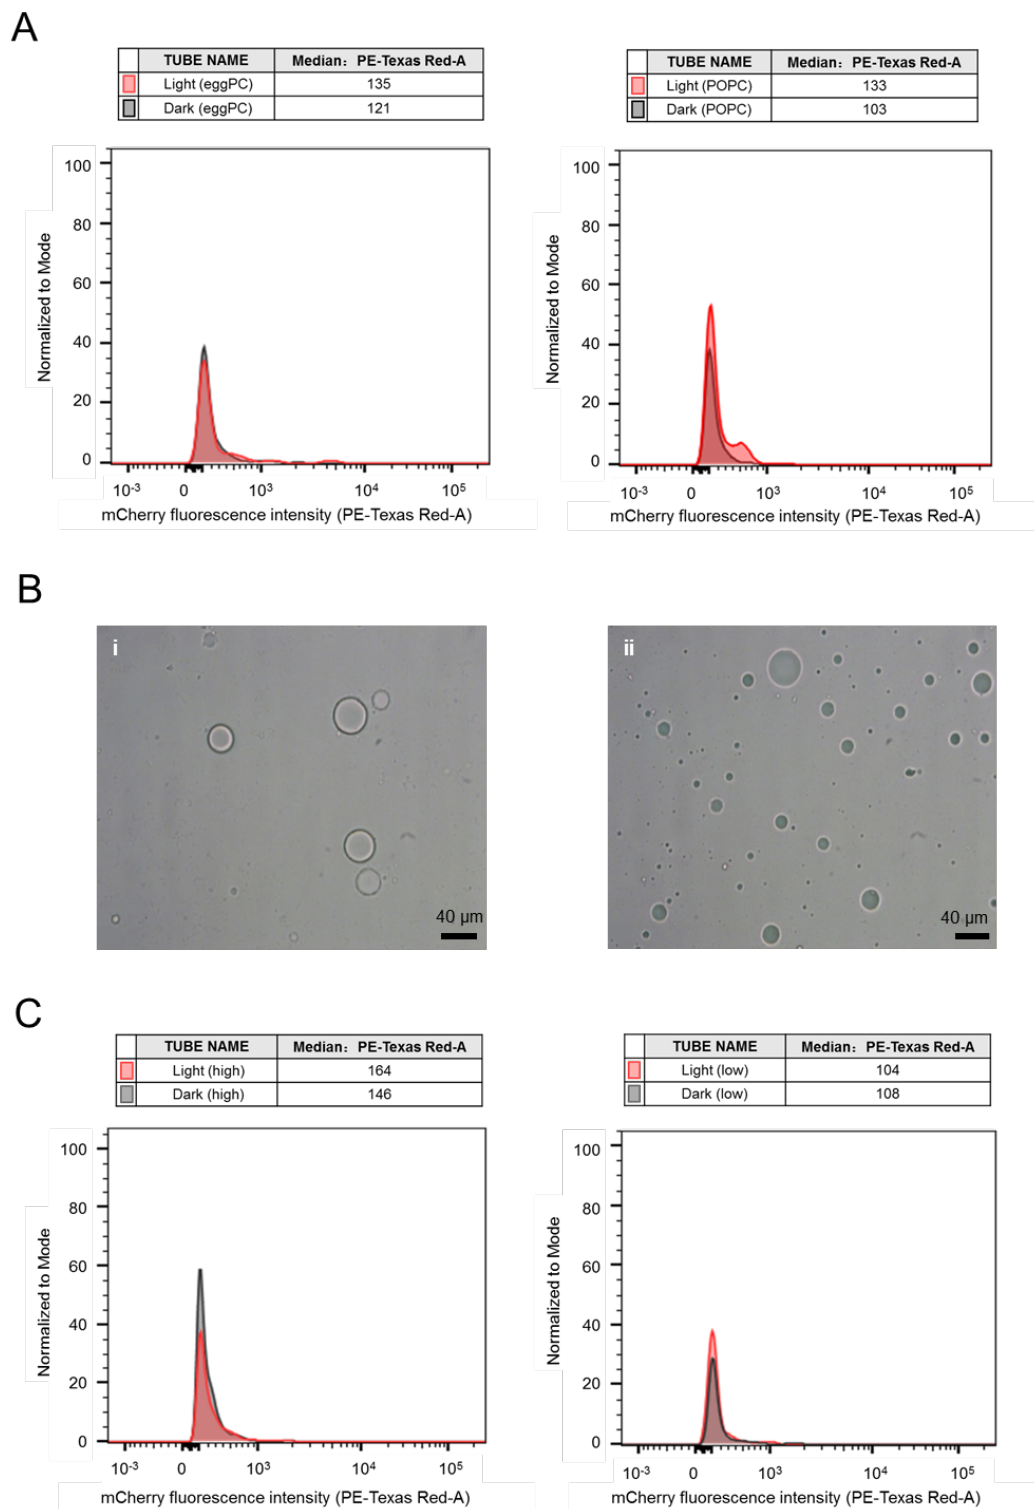 A
TUBE NAME Median: PE-Texas Red-A
Light (eggPC) 135
Dark (eggPC) 121
TUBE NAME Median: PE-Texas Red-A
Light (POPC) 133
Dark (POPC) 103
Normalized to Mode
100
80
60
40
20
0
10-3 0 10³ 10⁴ 10⁵
mCherry fluorescence intensity (PE-Texas Red-A)
Normalized to Mode
100
80
60
40
20
0
10-3 0 10³ 10⁴ 10⁵
mCherry fluorescence intensity (PE-Texas Red-A)
B
i
40 μm
ii
40 μm
C
TUBE NAME Median: PE-Texas Red-A
Light (high) 164
Dark (high) 146
TUBE NAME Median: PE-Texas Red-A
Light (low) 104
Dark (low) 108
Normalized to Mode
100
80
60
40
20
0
10-3 0 10³ 10⁴ 10⁵
mCherry fluorescence intensity (PE-Texas Red-A)
Normalized to Mode
100
80
60
40
20
0
10-3 0 10³ 10⁴ 10⁵
mCherry fluorescence intensity (PE-Texas Red-A)